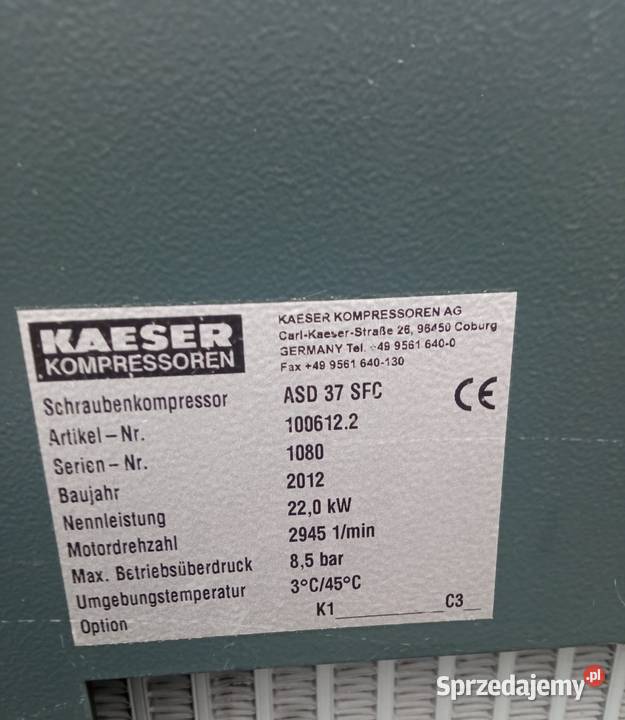 KAESER
KOMPRESSOREN
KAESER KOMPRESSOREN AG
Carl-Kaeser-Straße 26, 96450 Coburg
GERMANY Tel. +49 9561 640-0
Fax +49 9561 640-130
CE
Schraubenkompressor ASD 37 SFC
Artikel – Nr. 100612.2
Serien – Nr. 1080
Baujahr 2012
Nennleistung 22,0 kW
Motordrehzahl 2945 1/min
Max. Betriebsüberdruck 8,5 bar
Umgebungstemperatur 3°C/45°C
Option K1__________C3__
Sprzedajemy.pl